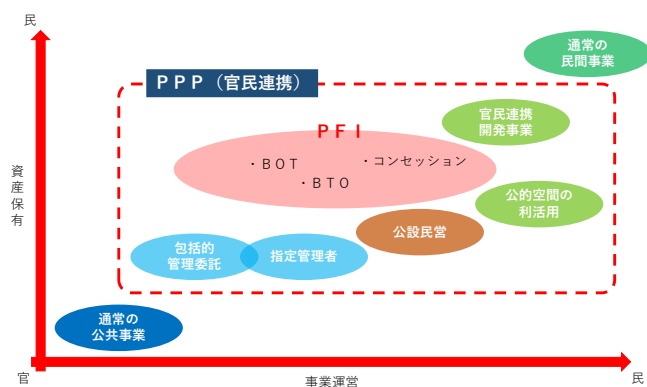 民
通常の
民間事業
ＰＰＰ（官民連携）
官民連携
開発事業
ＰＦＩ
・ＢＯＴ
・コンセッション
・ＢＴＯ
資産保有
公的空間の
利活用
公設民営
包括的
管理委託
指定管理者
通常の
公共事業
官
事業運営
民